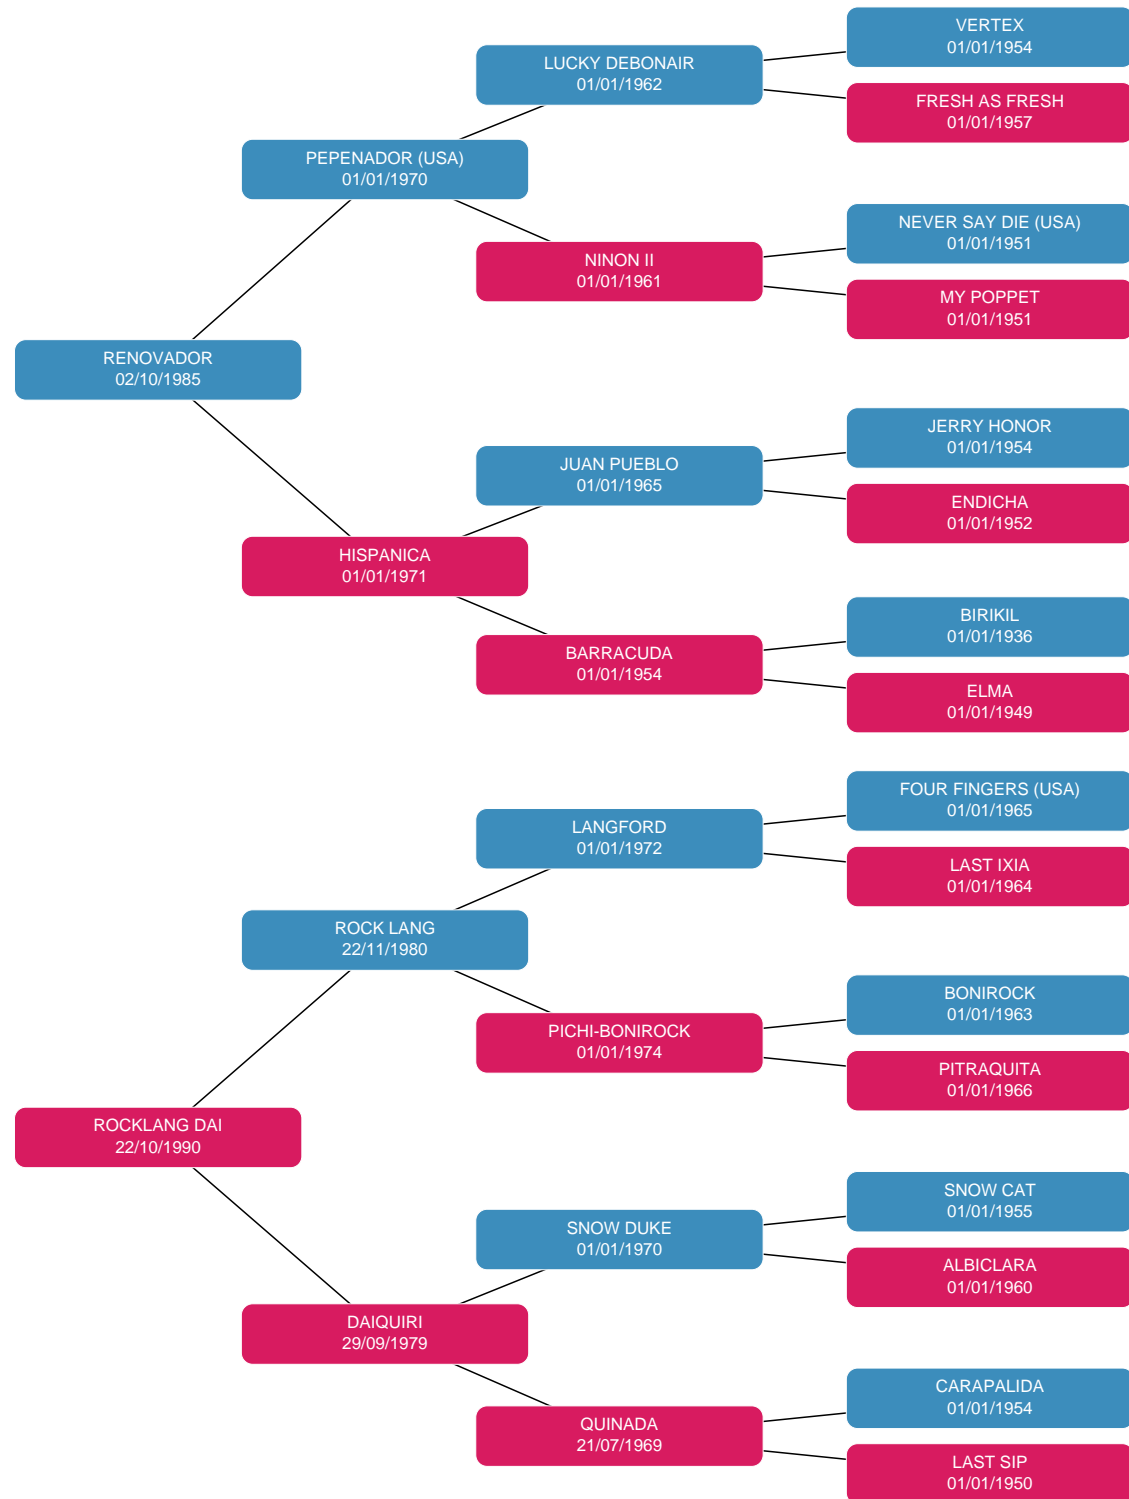 VERTEX
01/01/1954
LUCKY DEBONAIR
01/01/1962
FRESH AS FRESH
01/01/1957
PEPENADOR (USA)
01/01/1970
NEVER SAY DIE (USA)
01/01/1951
NINON II
01/01/1961
MY POPPET
01/01/1951
RENOVADOR
02/10/1985
JERRY HONOR
01/01/1954
JUAN PUEBLO
01/01/1965
ENDICHA
01/01/1952
HISPANICA
01/01/1971
BIRIKIL
01/01/1936
BARRACUDA
01/01/1954
ELMA
01/01/1949
FOUR FINGERS (USA)
01/01/1965
LANGFORD
01/01/1972
LAST IXIA
01/01/1964
ROCK LANG
22/11/1980
BONIROCK
01/01/1963
PICHI-BONIROCK
01/01/1974
PITRAQUITA
01/01/1966
ROCKLANG DAI
22/10/1990
SNOW CAT
01/01/1955
SNOW DUKE
01/01/1970
ALBICLARA
01/01/1960
DAIQUIRI
29/09/1979
CARAPALIDA
01/01/1954
QUINADA
21/07/1969
LAST SIP
01/01/1950